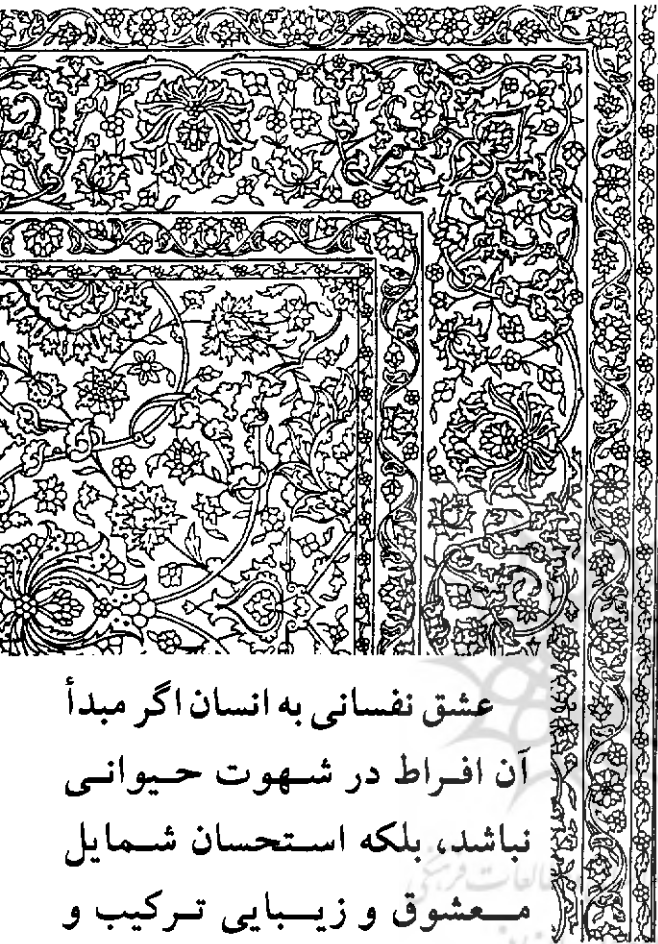 عشق نفسانی به انسان اگر مبدأ
آن افراط در شهوت حیوانی
نباشد، بلکه استحسان شمایل
معشوق و زیبایی ترکیب و